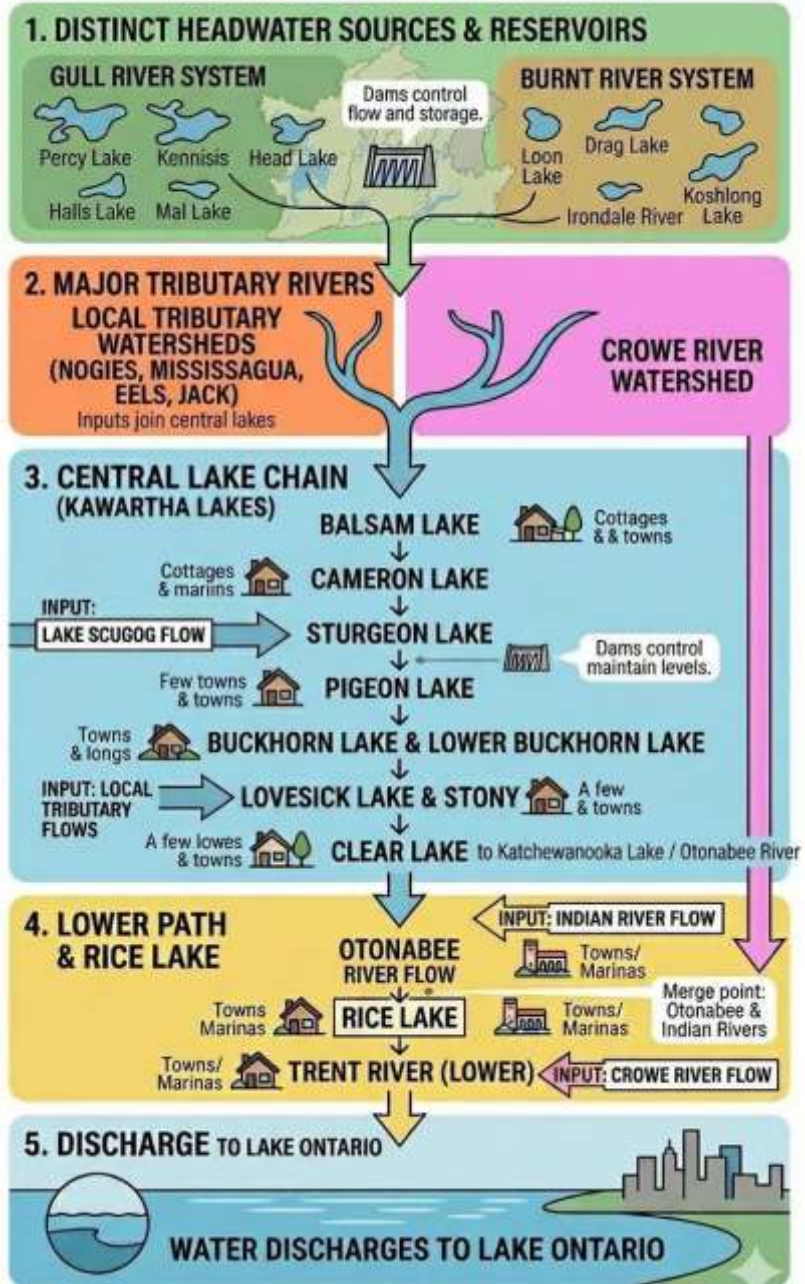 1. DISTINCT HEADWATER SOURCES & RESERVOIRS
GULL RIVER SYSTEM
Percy Lake
Kennisis
Head Lake
Halls Lake
Mal Lake
Dams control
flow and storage.
BURNT RIVER SYSTEM
Loon
Lake
Drag Lake
Irondale River
Koshlong
Lake
2. MAJOR TRIBUTARY RIVERS
LOCAL TRIBUTARY
WATERSHEDS
(NOGIES, MISSISSAGUA,
EELS, JACK)
Inputs join central lakes
CROWE RIVER
WATERSHED
3. CENTRAL LAKE CHAIN
(KAWARTHA LAKES)
BALSAM LAKE
Cottages
& & towns
Cottages
& mariins
CAMERON LAKE
INPUT:
LAKE SCUGOG FLOW
STURGEON LAKE
Dams control
maintain levels.
Few towns
& towns
PIGEON LAKE
Towns
& longs
BUCKHORN LAKE & LOWER BUCKHORN LAKE
INPUT: LOCAL
TRIBUTARY
FLOWS
LOVESICK LAKE & STONY
A few
& towns
A few lowes
& towns
CLEAR LAKE to Katchewanooka Lake / Otonabee River
4. LOWER PATH
& RICE LAKE
INPUT: INDIAN RIVER FLOW
OTONABEE
RIVER FLOW
Towns/
Marinas
Towns
Marinas
RICE LAKE
Towns/
Marinas
Merge point:
Otonabee &
Indian Rivers
Towns/
Marinas
TRENT RIVER (LOWER)
INPUT: CROWE RIVER FLOW
5. DISCHARGE TO LAKE ONTARIO
WATER DISCHARGES TO LAKE ONTARIO